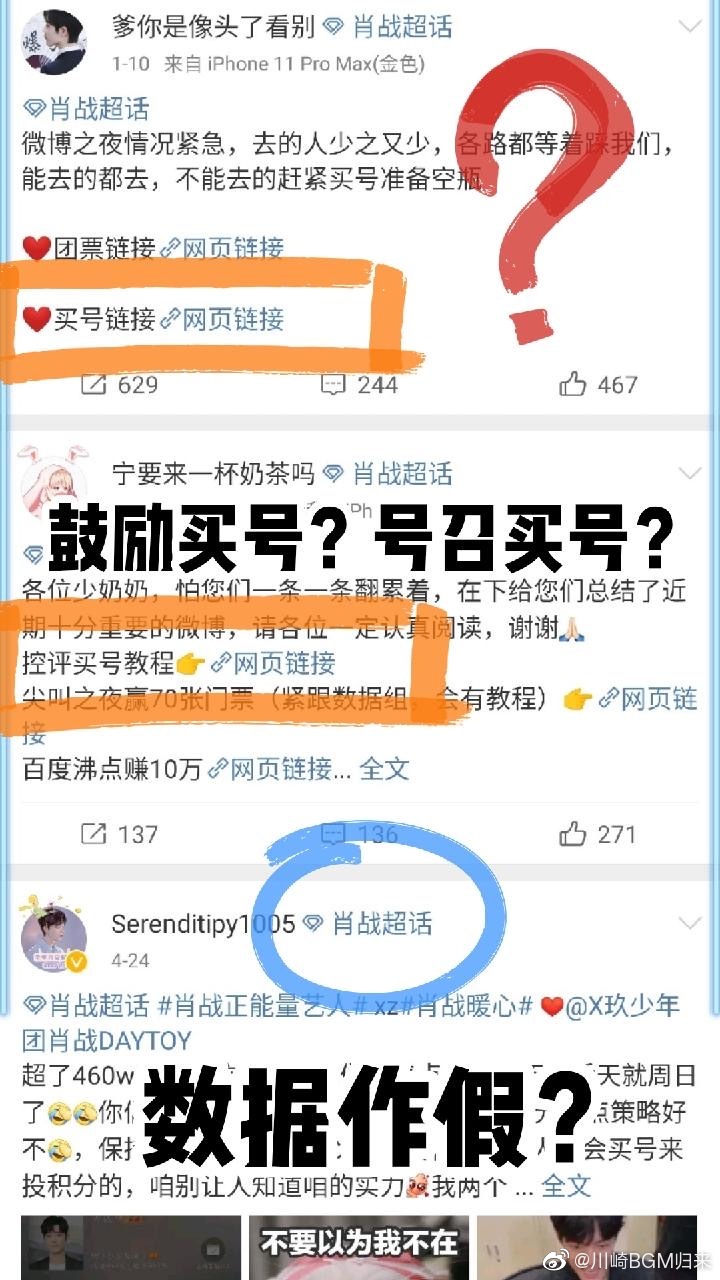 爹你是像头了看别 肖战超话
1-10 来自 iPhone 11 Pro Max(金色)
肖战超话
微博之夜情况紧急，去的人少之又少，各路都等着踩我们，
能去的都去，不能去的赶紧买号准备空瓶
❤️团票链接 网页链接
❤️买号链接 网页链接
629 244 467
宁要来一杯奶茶吗 肖战超话
鼓励买号？号召买号？
各位少奶奶，怕您们一条一条翻累着，在下给您们总结了近
期十分重要的微博，请各位一定认真阅读，谢谢🙏🏻
控评买号教程👉 网页链接
尖叫之夜赢70张门票（紧跟数据组，会有教程）👉 网页链
接
百度沸点赚10万 网页链接... 全文
137 136 271
Serenditipy1005 肖战超话
4-24
肖战超话 #肖战正能量艺人# xz#肖战暖心# ❤️@X玖少年
团肖战DAYTOY
超了460w 天就周日
数据作假？
了🤣🤣你 点策略好
不🤣，保 会买号来
投积分的，咱别让人知道咱的实力 我两个 ... 全文
不要以为我不在
@川崎BGM归来